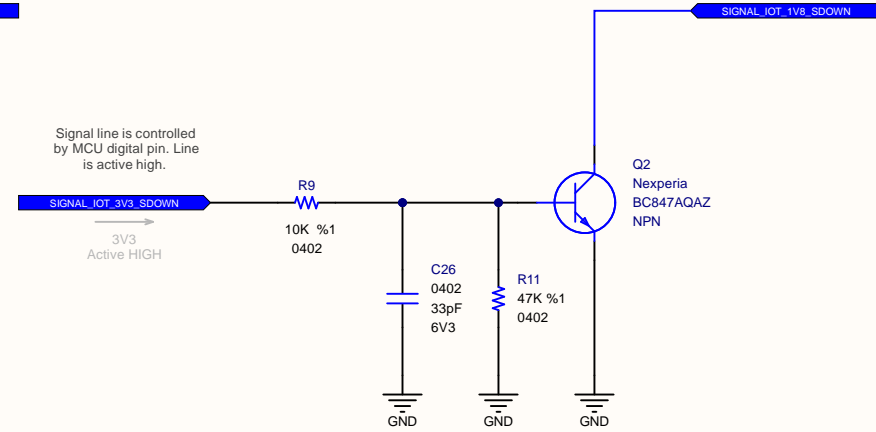 SIGNAL_IOT_1V8_SDOWN
Signal line is controlled
by MCU digital pin. Line
is active high.
SIGNAL_IOT_3V3_SDOWN
3V3
Active HIGH
R9
10K %1
0402
Q2
Nexperia
BC847AQAZ
NPN
C26
0402
33pF
6V3
R11
47K %1
0402
GND
GND
GND